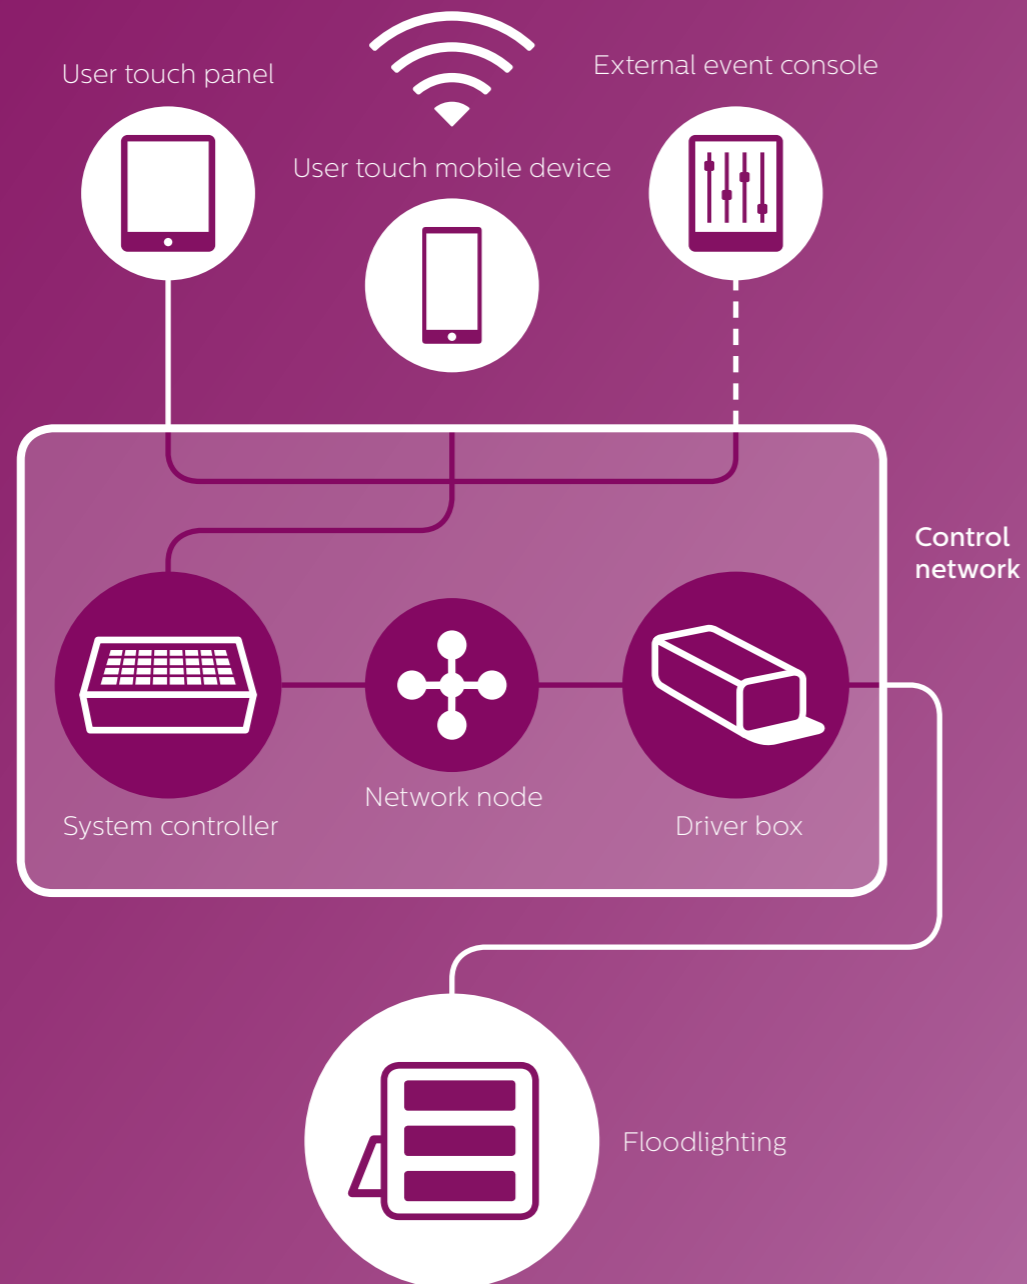 User touch panel
External event console
User touch mobile device
Control
network
System controller
Network node
Driver box
Floodlighting